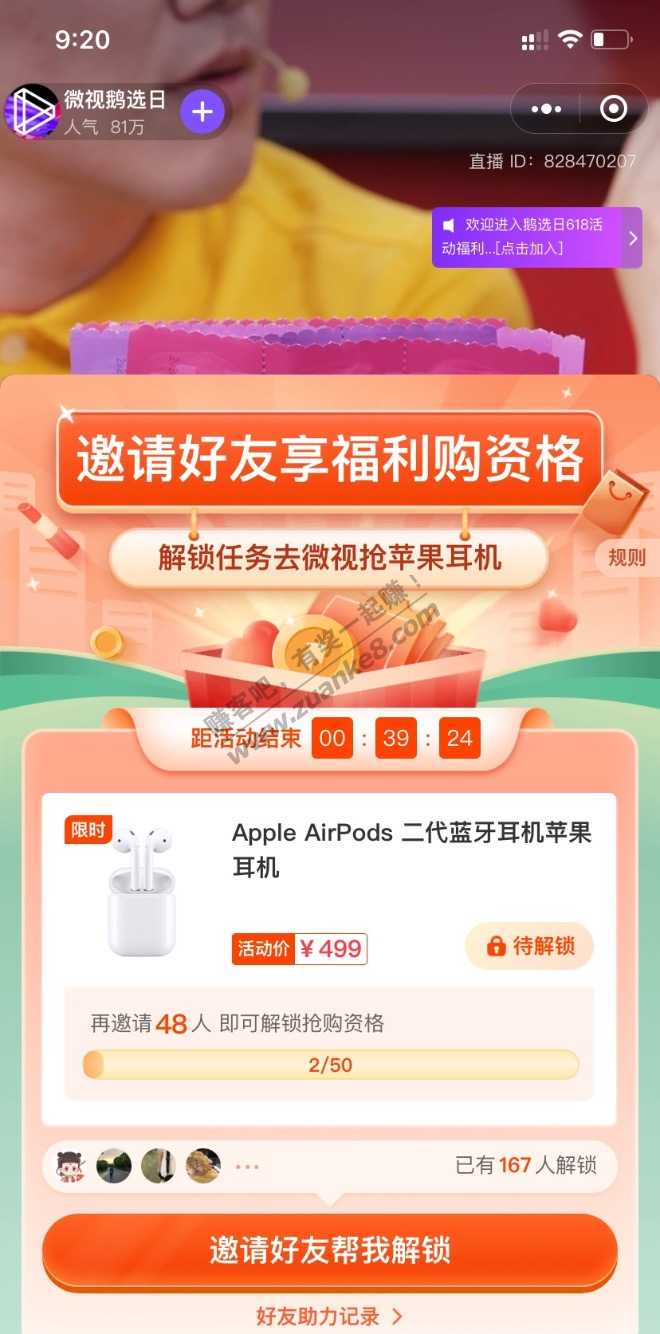 9:20
微视鹅选日
人气 81万
直播 ID：828470207
欢迎进入鹅选日618活
动福利...[点击加入]
邀请好友享福利购资格
解锁任务去微视抢苹果耳机
规则
赚客吧，有奖一起赚！
www.zuanke8.com
距活动结束 00 : 39 : 24
限时
Apple AirPods 二代蓝牙耳机苹果
耳机
活动价 ¥499
待解锁
再邀请48人 即可解锁抢购资格
2/50
已有167人解锁
邀请好友帮我解锁
好友助力记录 >